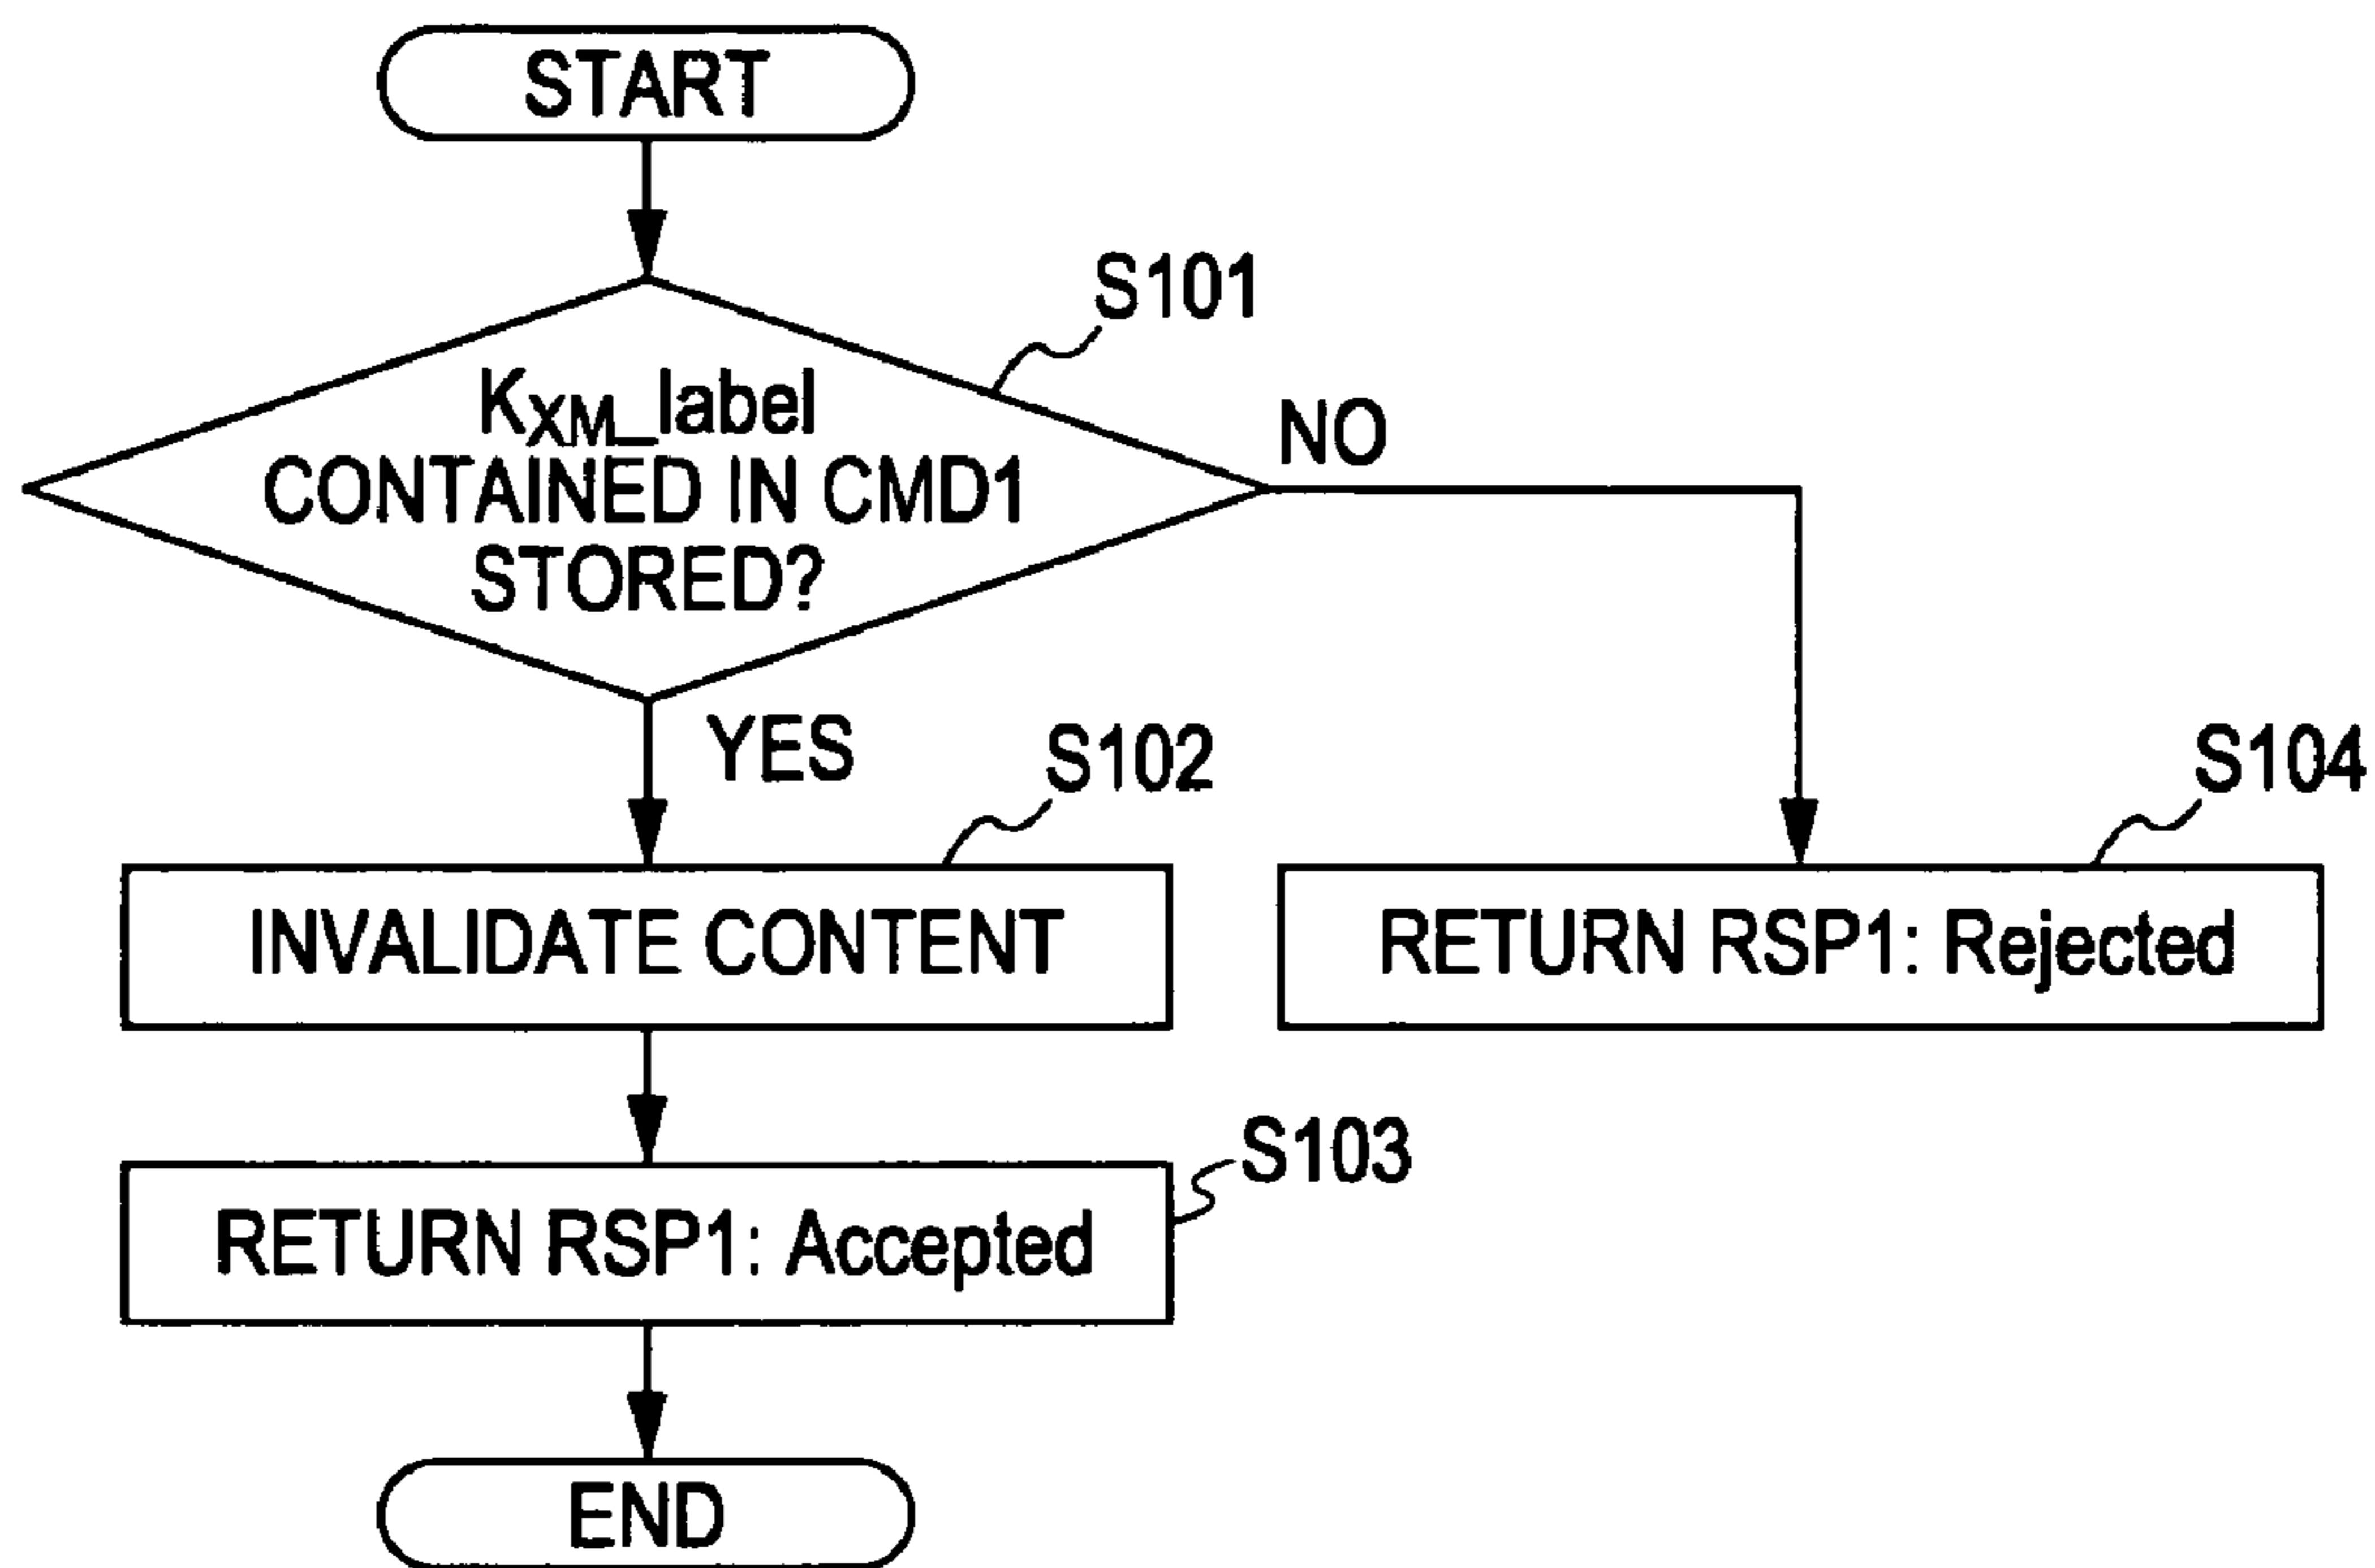 START
S101
K_XM_label
CONTAINED IN CMD1
STORED?
NO
YES
S102
S104
INVALIDATE CONTENT
RETURN RSP1: Rejected
S103
RETURN RSP1: Accepted
END